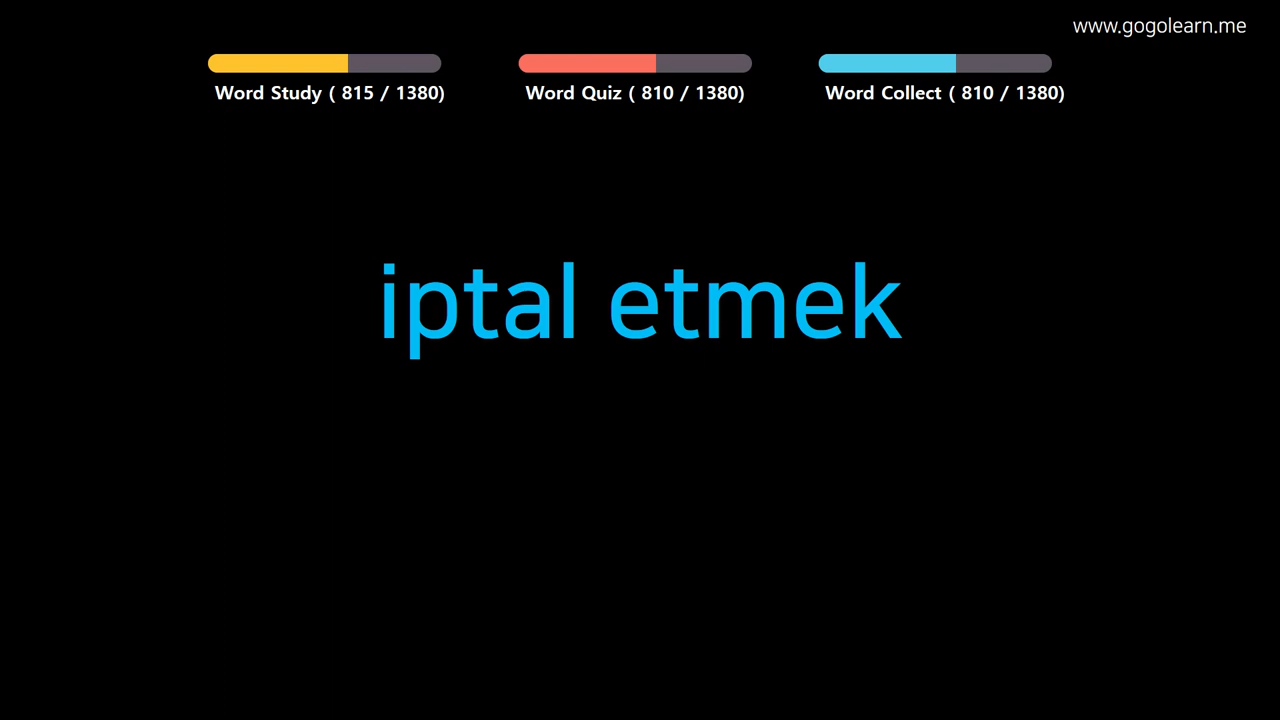 www.gogolearn.me
Word Study ( 815 / 1380)
Word Quiz ( 810 / 1380)
Word Collect ( 810 / 1380)
iptal etmek